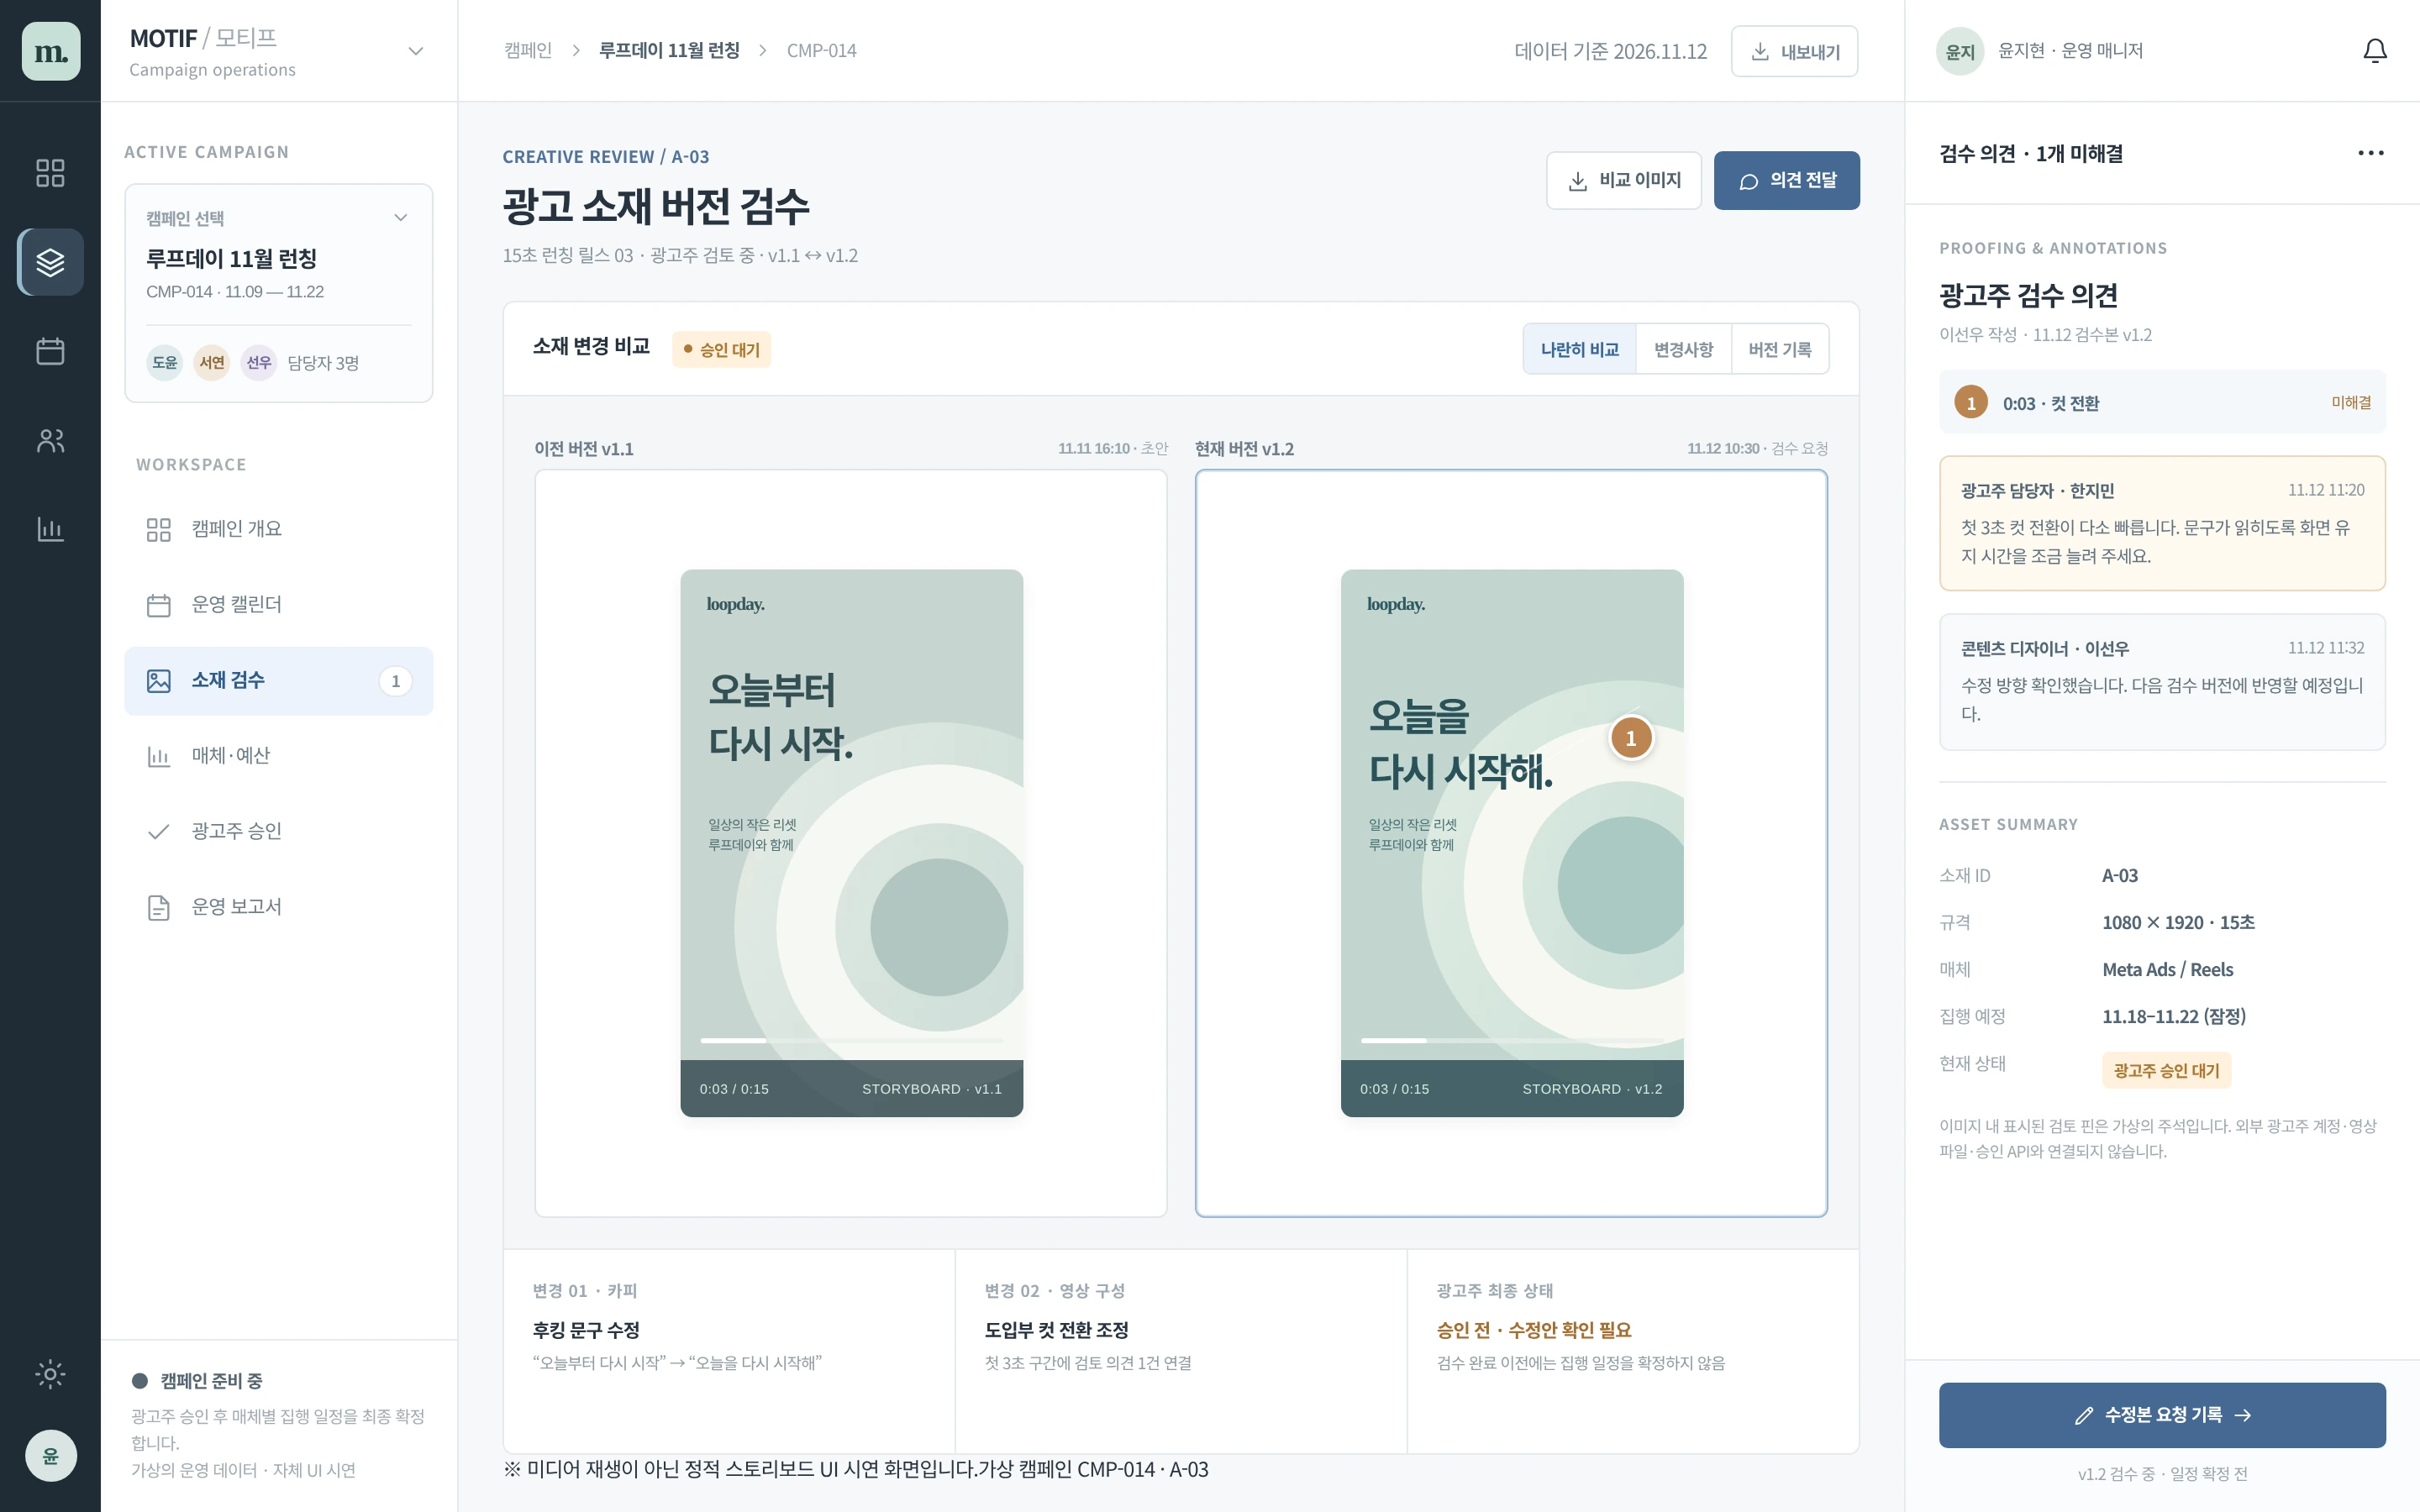 m.
MOTIF / 모티프
Campaign operations
ACTIVE CAMPAIGN
캠페인 선택
루프데이 11월 런칭
CMP-014 · 11.09 — 11.22
도윤 서연 선우 담당자 3명
WORKSPACE
캠페인 개요
운영 캘린더
소재 검수 1
매체·예산
광고주 승인
운영 보고서
캠페인 준비 중
광고주 승인 후 매체별 집행 일정을 최종 확정
합니다.
가상의 운영 데이터 · 자체 UI 시연
윤
캠페인 > 루프데이 11월 런칭 > CMP-014
데이터 기준 2026.11.12 내보내기
CREATIVE REVIEW / A-03
광고 소재 버전 검수
15초 런칭 릴스 03 · 광고주 검토 중 · v1.1 ↔ v1.2
비교 이미지 의견 전달
소재 변경 비교 승인 대기
나란히 비교 변경사항 버전 기록
이전 버전 v1.1 11.11 16:10 · 초안
loopday.
오늘부터
다시 시작.
일상의 작은 리셋
루프데이와 함께
0:03 / 0:15 STORYBOARD · v1.1
현재 버전 v1.2 11.12 10:30 · 검수 요청
loopday.
오늘을
다시 시작해.
1
일상의 작은 리셋
루프데이와 함께
0:03 / 0:15 STORYBOARD · v1.2
변경 01 · 카피
후킹 문구 수정
“오늘부터 다시 시작” → “오늘을 다시 시작해”
변경 02 · 영상 구성
도입부 컷 전환 조정
첫 3초 구간에 검토 의견 1건 연결
광고주 최종 상태
승인 전 · 수정안 확인 필요
검수 완료 이전에는 집행 일정을 확정하지 않음
※ 미디어 재생이 아닌 정적 스토리보드 UI 시연 화면입니다.가상 캠페인 CMP-014 · A-03
윤지 윤지현 · 운영 매니저
검수 의견 · 1개 미해결
PROOFING & ANNOTATIONS
광고주 검수 의견
이선우 작성 · 11.12 검수본 v1.2
1 0:03 · 컷 전환 미해결
광고주 담당자 · 한지민 11.12 11:20
첫 3초 컷 전환이 다소 빠릅니다. 문구가 읽히도록 화면 유
지 시간을 조금 늘려 주세요.
콘텐츠 디자이너 · 이선우 11.12 11:32
수정 방향 확인했습니다. 다음 검수 버전에 반영할 예정입니
다.
ASSET SUMMARY
소재 ID A-03
규격 1080 × 1920 · 15초
매체 Meta Ads / Reels
집행 예정 11.18–11.22 (잠정)
현재 상태 광고주 승인 대기
이미지 내 표시된 검토 핀은 가상의 주석입니다. 외부 광고주 계정·영상
파일·승인 API와 연결되지 않습니다.
수정본 요청 기록 →
v1.2 검수 중 · 일정 확정 전